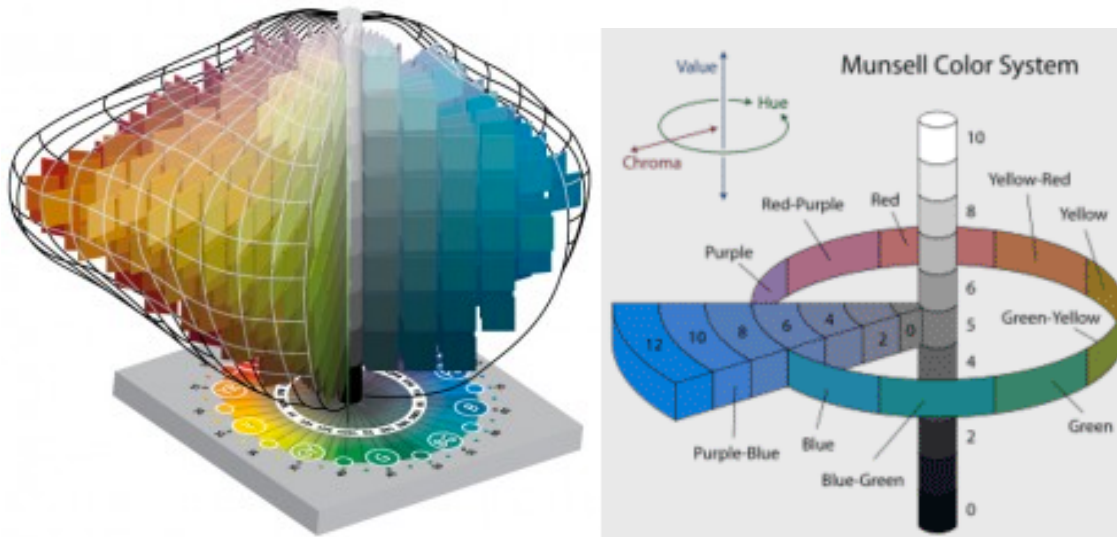 Munsell Color System
Value
Hue
Chroma
10
8
6
5
4
2
0
Red-Purple
Red
Yellow-Red
Yellow
Purple
Green-Yellow
12
10
8
6
4
2
0
Green
Purple-Blue
Blue
Blue-Green
B
G